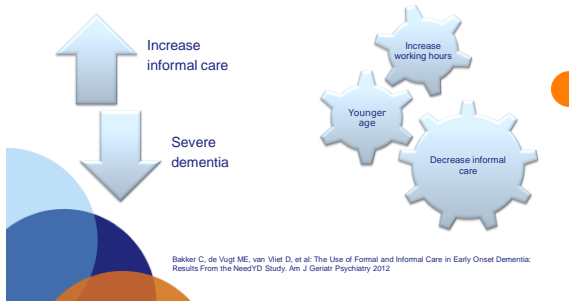 Increase
informal care
Severe
dementia
Increase
working hours
Younger
age
Decrease informal
care
Bakker C, de Vugt ME, van Vliet D, et al: The Use of Formal and Informal Care in Early Onset Dementia:
Results From the NeedYD Study. Am J Geriatr Psychiatry 2012